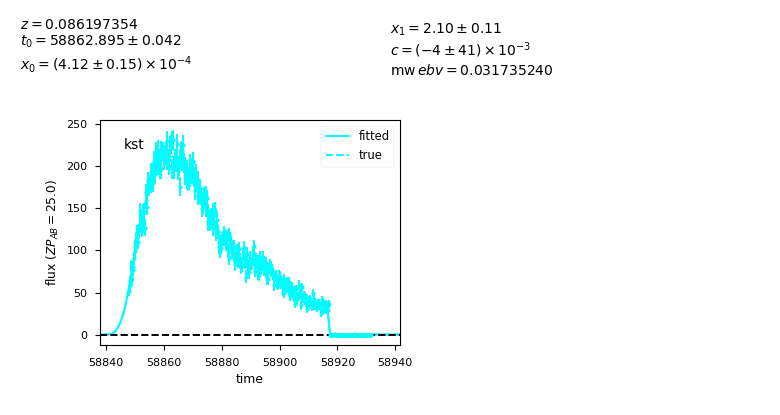 z = 0.086197354
t₀ = 58862.895 ± 0.042
x₀ = (4.12 ± 0.15) × 10⁻⁴
x₁ = 2.10 ± 0.11
c = (−4 ± 41) × 10⁻³
mw ebv = 0.031735240
kst
fitted
true
250
200
150
100
50
0
flux (ZP_AB = 25.0)
58840 58860 58880 58900 58920 58940
time